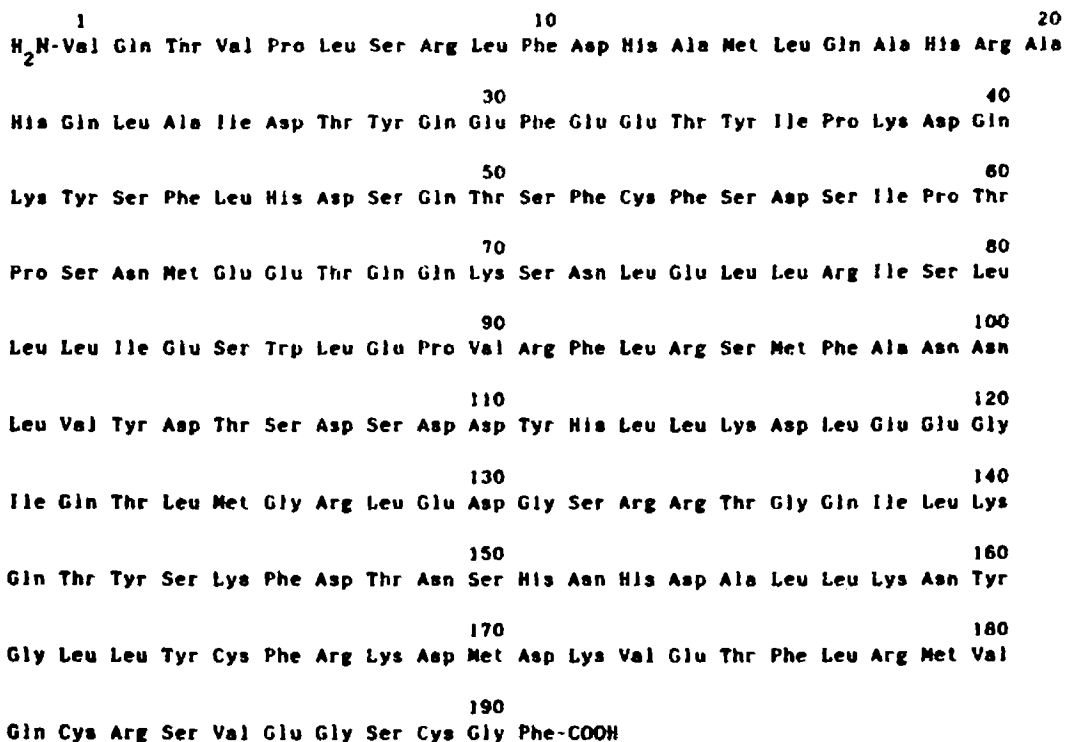 1 10 20
H2N-Val Gln Thr Val Pro Leu Ser Arg Leu Phe Asp His Ala Met Leu Gln Ala His Arg Ala
30 40
His Gln Leu Ala Ile Asp Thr Tyr Gln Glu Phe Glu Glu Thr Tyr Ile Pro Lys Asp Gln
50 60
Lys Tyr Ser Phe Leu His Asp Ser Gln Thr Ser Phe Cys Phe Ser Asp Ser Ile Pro Thr
70 80
Pro Ser Asn Met Glu Glu Thr Gln Gln Lys Ser Asn Leu Glu Leu Leu Arg Ile Ser Leu
90 100
Leu Leu Ile Glu Ser Trp Leu Glu Pro Val Arg Phe Leu Arg Ser Met Phe Ala Asn Asn
110 120
Leu Val Tyr Asp Thr Ser Asp Ser Asp Asp Tyr His Leu Leu Lys Asp Leu Glu Glu Gly
130 140
Ile Gln Thr Leu Met Gly Arg Leu Glu Asp Gly Ser Arg Arg Thr Gly Gln Ile Leu Lys
150 160
Gln Thr Tyr Ser Lys Phe Asp Thr Asn Ser His Asn His Asp Ala Leu Leu Lys Asn Tyr
170 180
Gly Leu Leu Tyr Cys Phe Arg Lys Asp Met Asp Lys Val Glu Thr Phe Leu Arg Met Val
190
Gln Cys Arg Ser Val Glu Gly Ser Cys Gly Phe-COOH